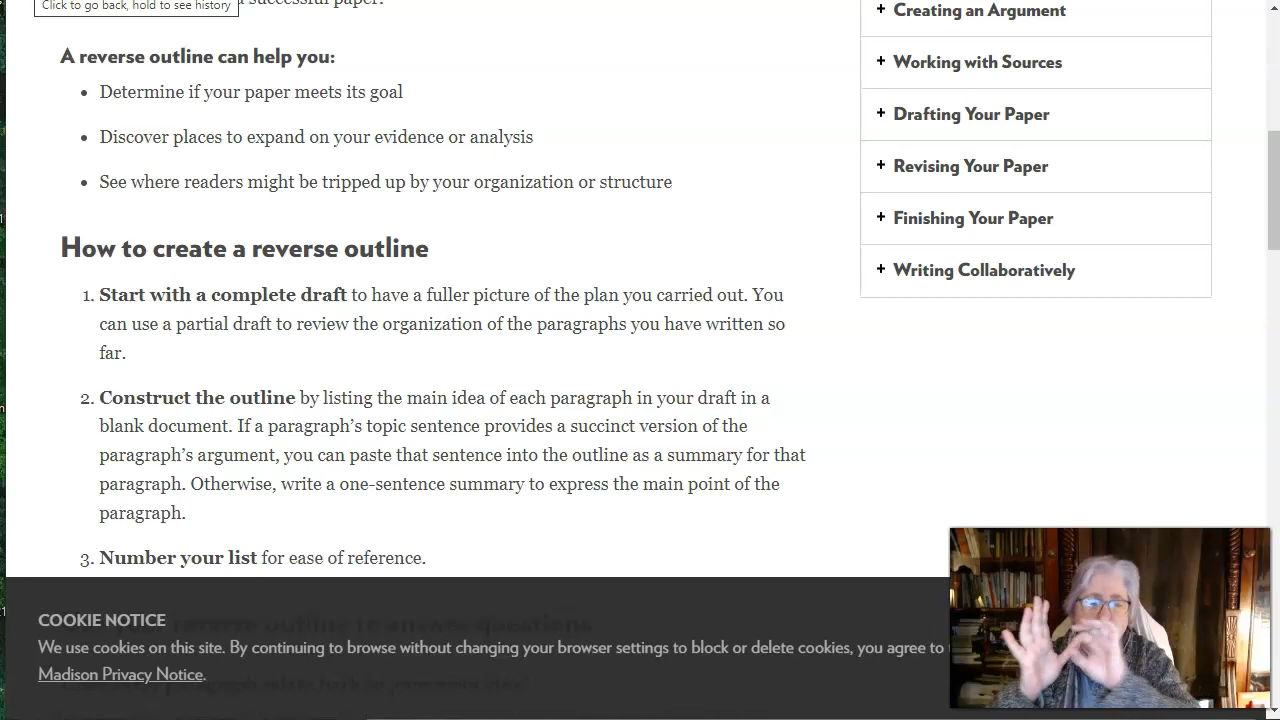 Click to go back, hold to see history
successful paper.
A reverse outline can help you:
• Determine if your paper meets its goal
• Discover places to expand on your evidence or analysis
• See where readers might be tripped up by your organization or structure
How to create a reverse outline
1. Start with a complete draft to have a fuller picture of the plan you carried out. You
can use a partial draft to review the organization of the paragraphs you have written so
far.
2. Construct the outline by listing the main idea of each paragraph in your draft in a
blank document. If a paragraph’s topic sentence provides a succinct version of the
paragraph’s argument, you can paste that sentence into the outline as a summary for that
paragraph. Otherwise, write a one-sentence summary to express the main point of the
paragraph.
3. Number your list for ease of reference.
+ Creating an Argument
+ Working with Sources
+ Drafting Your Paper
+ Revising Your Paper
+ Finishing Your Paper
+ Writing Collaboratively
reverse outline to answer questions
COOKIE NOTICE
We use cookies on this site. By continuing to browse without changing your browser settings to block or delete cookies, you agree to
Madison Privacy Notice.